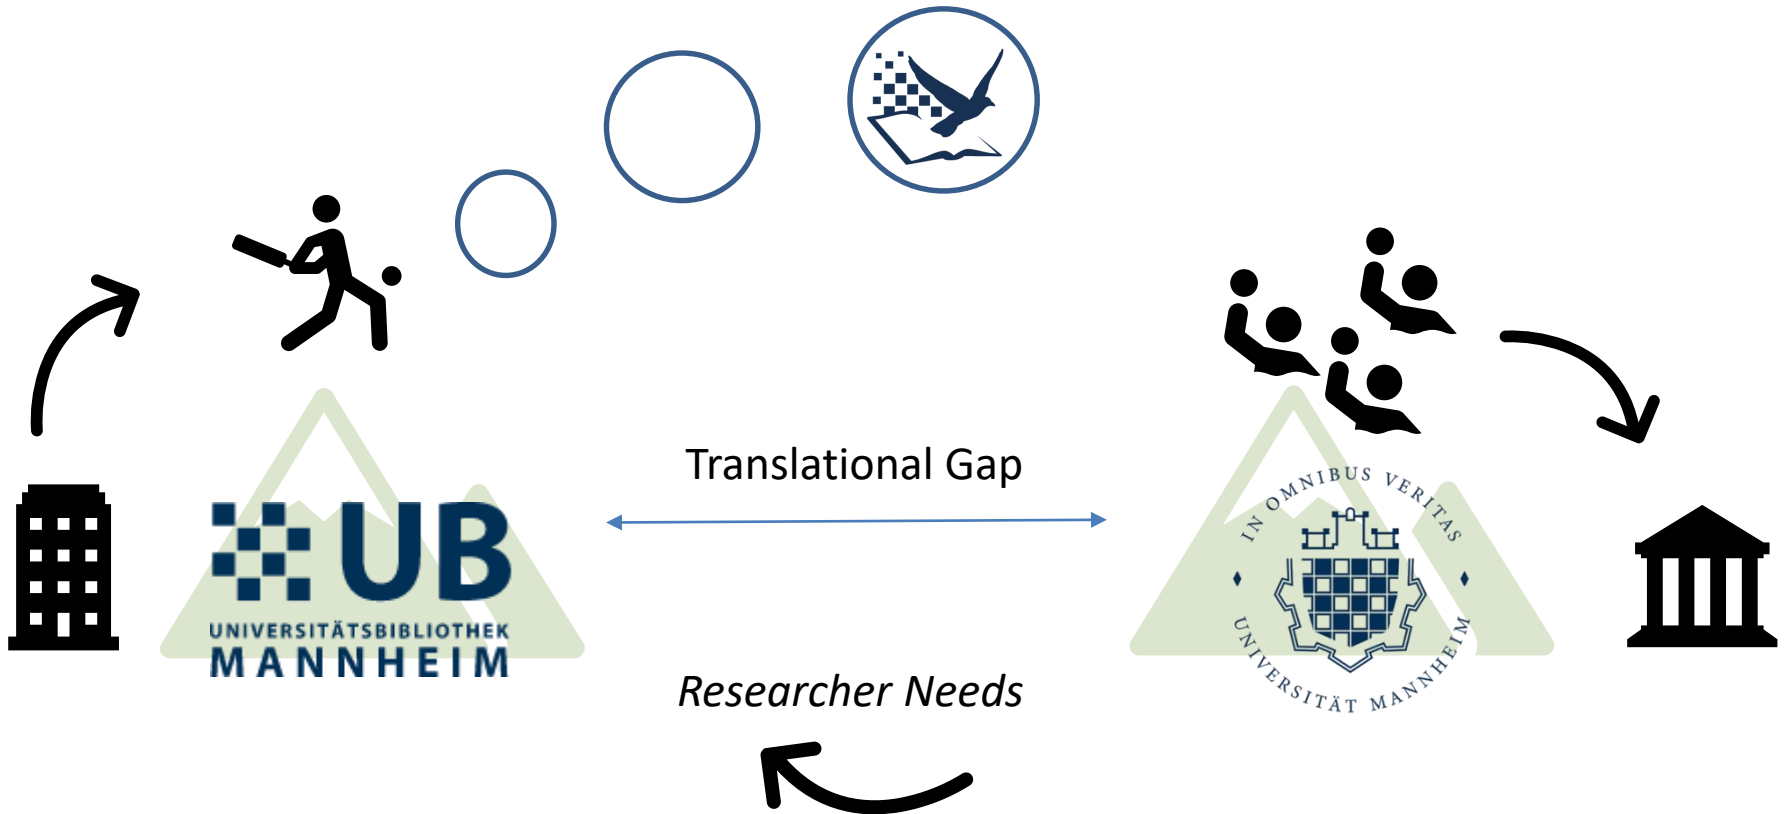 Translational Gap
UB
UNIVERSITÄTSBIBLIOTHEK
MANNHEIM
IN OMNIBUS VERITAS
UNIVERSITÄT MANNHEIM
Researcher Needs